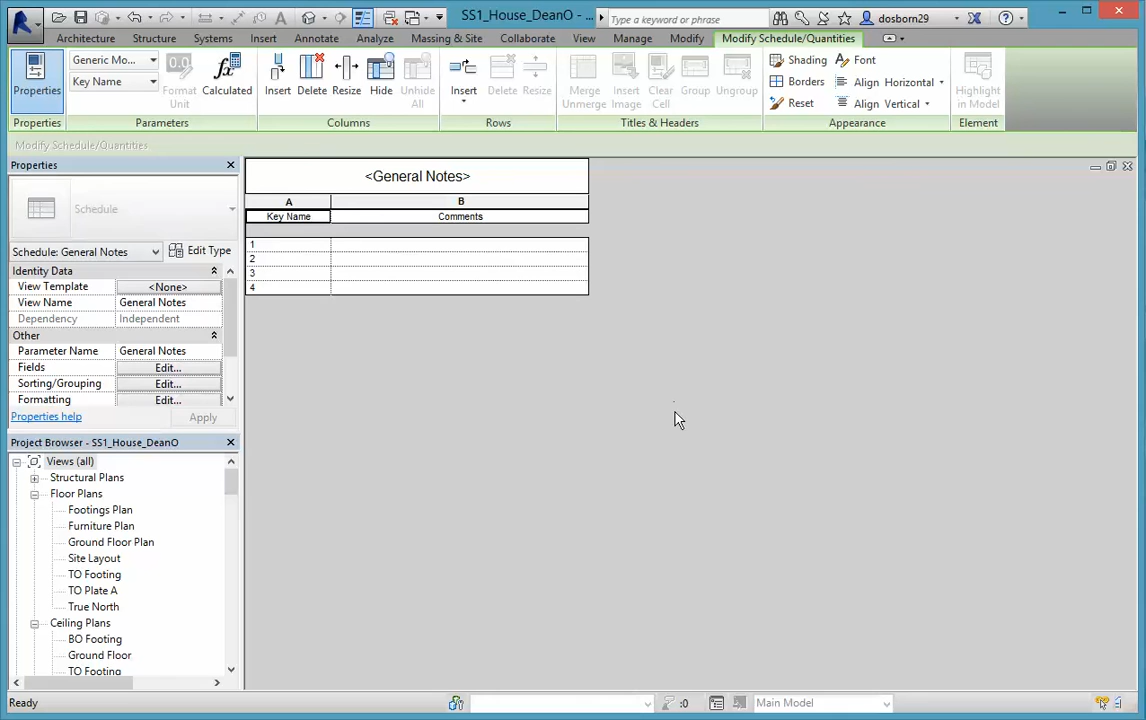 SS1_House_DeanO - ...
Type a keyword or phrase
dosborn29
Architecture Structure Systems Insert Annotate Analyze Massing & Site Collaborate View Manage Modify Modify Schedule/Quantities
Properties
Generic Mo...
Key Name
0.0
Format
Unit
Calculated
Insert
Delete
Resize
Hide
Unhide
All
Insert
Delete
Resize
Merge
Unmerge
Insert
Image
Clear
Cell
Group
Ungroup
Shading
Font
Borders
Align Horizontal
Reset
Align Vertical
Highlight
in Model
Properties Parameters Columns Rows Titles & Headers Appearance Element
Modify Schedule/Quantities
Properties
Schedule
Schedule: General Notes
Edit Type
Identity Data
View Template <None>
View Name General Notes
Dependency Independent
Other
Parameter Name General Notes
Fields Edit...
Sorting/Grouping Edit...
Formatting Edit...
Properties help
Apply
Project Browser - SS1_House_DeanO
Views (all)
Structural Plans
Floor Plans
Footings Plan
Furniture Plan
Ground Floor Plan
Site Layout
TO Footing
TO Plate A
True North
Ceiling Plans
BO Footing
Ground Floor
TO Footing
<General Notes>
A B
Key Name Comments
1
2
3
4
Ready
:0
Main Model